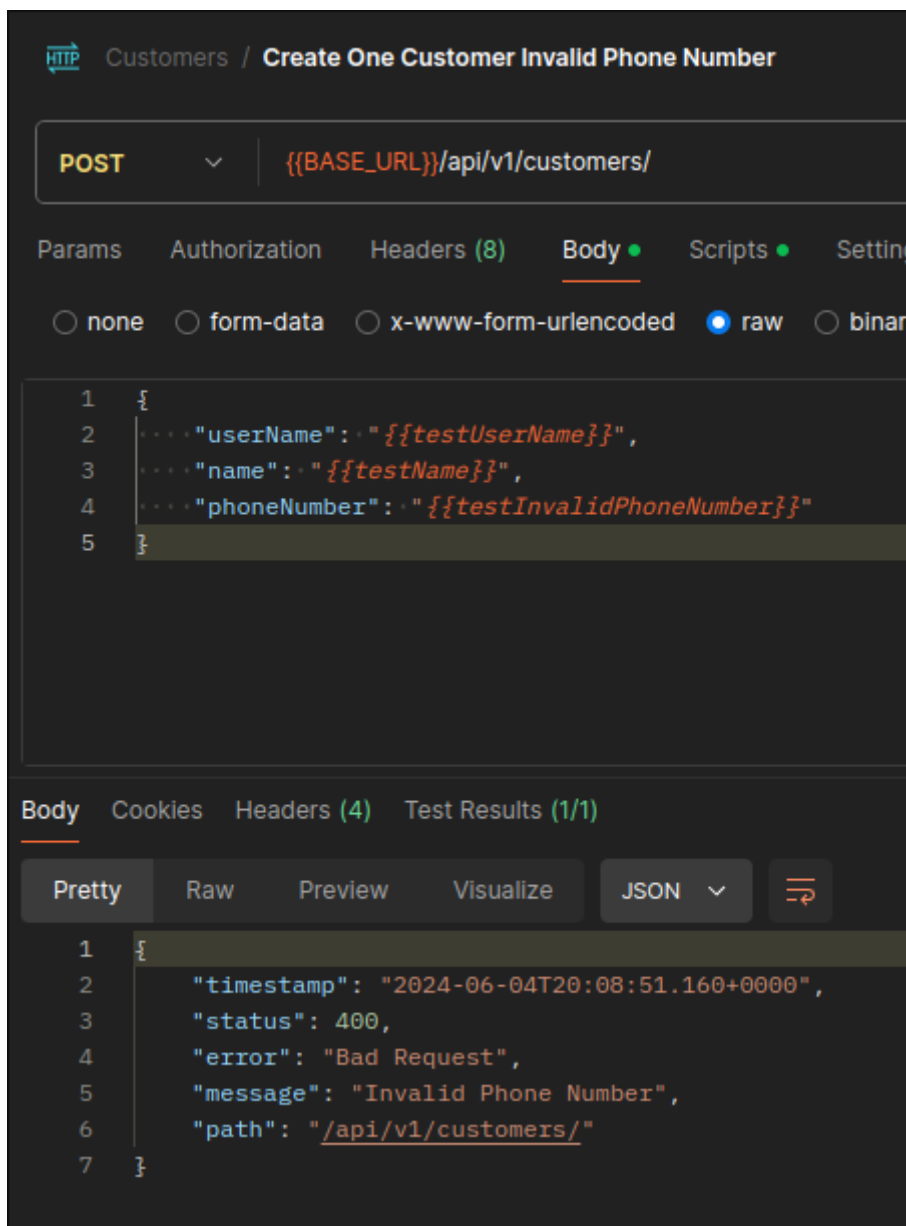 HTTP Customers / Create One Customer Invalid Phone Number
POST {{BASE_URL}}/api/v1/customers/
Params Authorization Headers (8) Body Scripts Setting
none form-data x-www-form-urlencoded raw binar
1 {
2 "userName": "{{testUserName}}",
3 "name": "{{testName}}",
4 "phoneNumber": "{{testInvalidPhoneNumber}}"
5 }
Body Cookies Headers (4) Test Results (1/1)
Pretty Raw Preview Visualize JSON
1 {
2 "timestamp": "2024-06-04T20:08:51.160+0000",
3 "status": 400,
4 "error": "Bad Request",
5 "message": "Invalid Phone Number",
6 "path": "/api/v1/customers/"
7 }